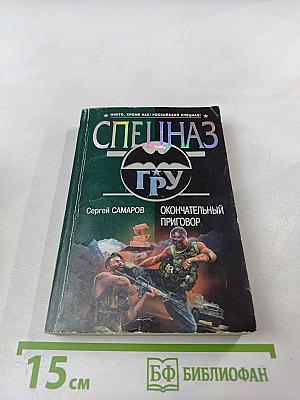 НИКТО, КРОМЕ НАС! РОССИЙСКИЙ СПЕЦНАЗ!
СПЕЦНАЗ
ГРУ
Сергей САМАРОВ
ОКОНЧАТЕЛЬНЫЙ
ПРИГОВОР
15 см
БФ БИБЛИОФАН